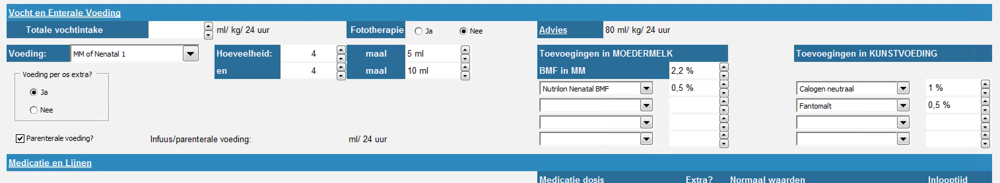 Vocht en Enterale Voeding
Totale vochtintake ml/ kg/ 24 uur Fototherapie Ja Nee Advies 80 ml/ kg/ 24 uur
Voeding: MM of Nenatal 1 Hoeveelheid: 4 maal 5 ml Toevoegingen in MOEDERMELK Toevoegingen in KUNSTVOEDING
en 4 maal 10 ml BMF in MM 2,2 %
Voeding per os extra?
Ja Nutrilon Nenatal BMF 0,5 % Calogen neutraal 1 %
Fantomalt 0,5 %
Nee
Parenterale voeding? Infuus/parenterale voeding: ml/ 24 uur
Medicatie en Lijnen
Medicatie dosis Extra? Normaal waarden Inlooptijd